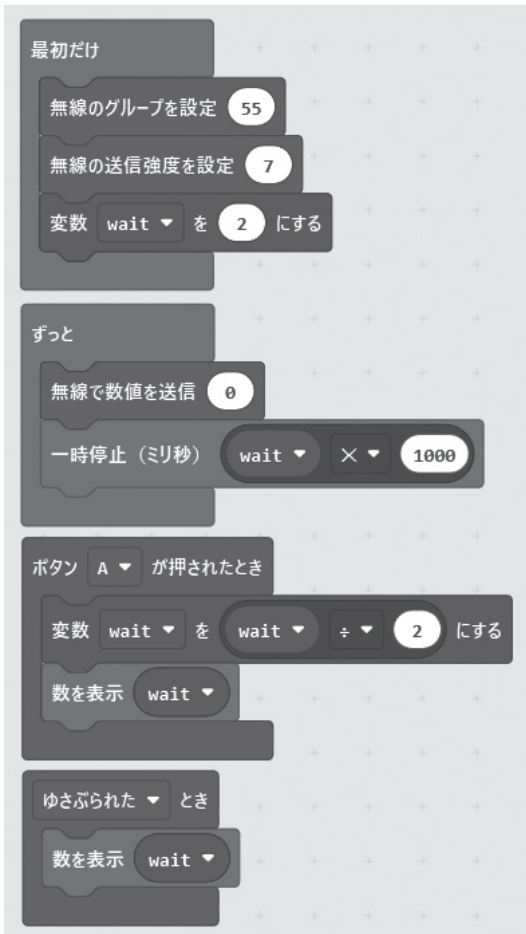 最初だけ
無線のグループを設定 55
無線の送信強度を設定 7
変数 wait を 2 にする
ずっと
無線で数値を送信 0
一時停止（ミリ秒） wait × 1000
ボタン A が押されたとき
変数 wait を wait ÷ 2 にする
数を表示 wait
ゆさぶられた とき
数を表示 wait